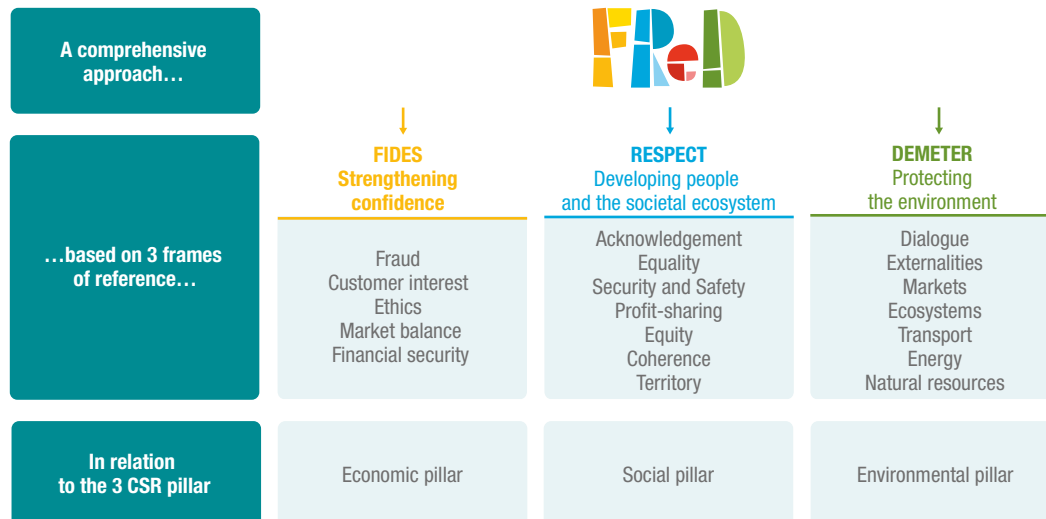 A comprehensive
approach…
FReD
…based on 3 frames
of reference…
FIDES
Strengthening
confidence
Fraud
Customer interest
Ethics
Market balance
Financial security
RESPECT
Developing people
and the societal ecosystem
Acknowledgement
Equality
Security and Safety
Profit-sharing
Equity
Coherence
Territory
DEMETER
Protecting
the environment
Dialogue
Externalities
Markets
Ecosystems
Transport
Energy
Natural resources
In relation
to the 3 CSR pillar
Economic pillar
Social pillar
Environmental pillar